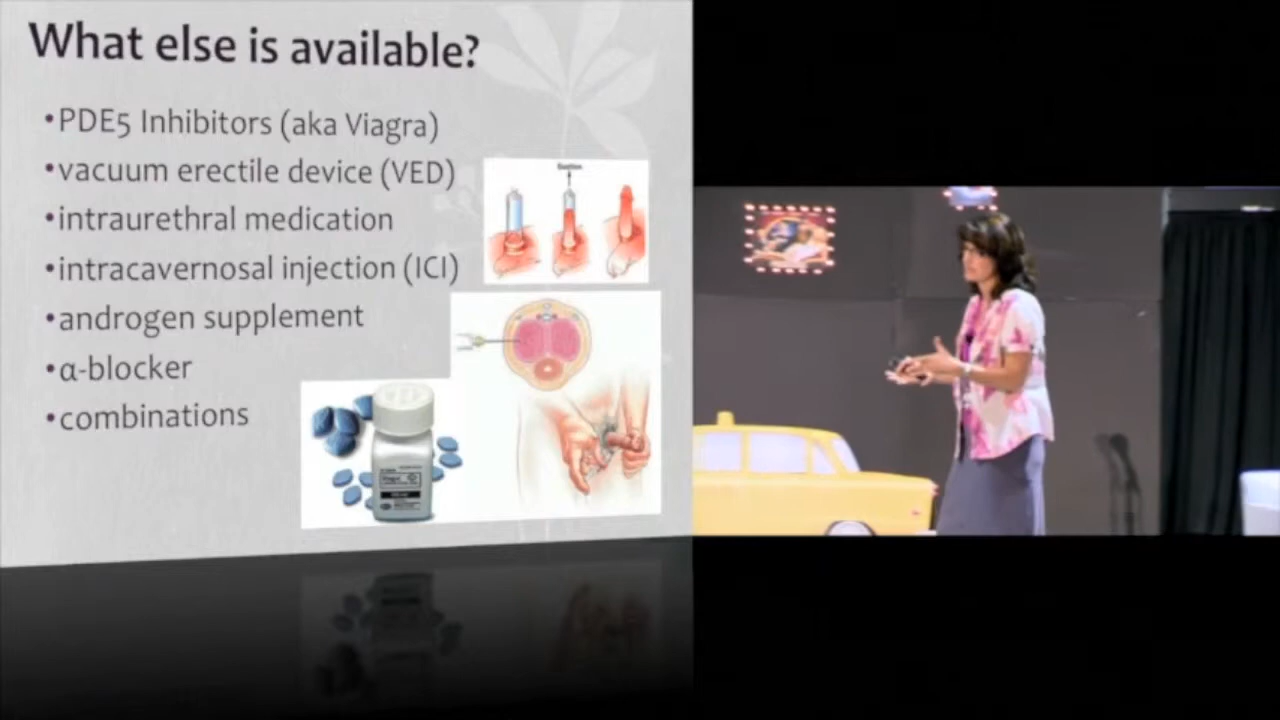 What else is available?
•PDE5 Inhibitors (aka Viagra)
•vacuum erectile device (VED)
•intraurethral medication
•intracavernosal injection (ICI)
•androgen supplement
•α-blocker
•combinations